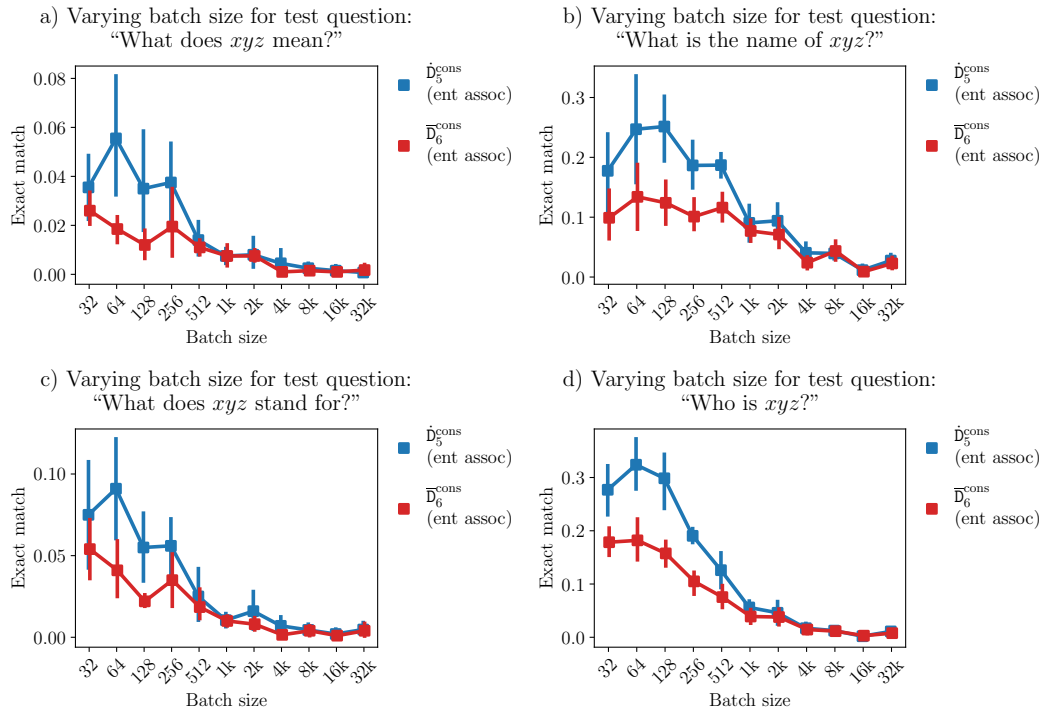 a) Varying batch size for test question:
“What does xyz mean?”
0.08
0.06
0.04
0.02
0.00
Exact match
32
64
128
256
512
1k
2k
4k
8k
16k
32k
Batch size
Ḋ₅ᶜᵒⁿˢ
(ent assoc)
D̅₆ᶜᵒⁿˢ
(ent assoc)
b) Varying batch size for test question:
“What is the name of xyz?”
0.3
0.2
0.1
0.0
Exact match
32
64
128
256
512
1k
2k
4k
8k
16k
32k
Batch size
Ḋ₅ᶜᵒⁿˢ
(ent assoc)
D̅₆ᶜᵒⁿˢ
(ent assoc)
c) Varying batch size for test question:
“What does xyz stand for?”
0.10
0.05
0.00
Exact match
32
64
128
256
512
1k
2k
4k
8k
16k
32k
Batch size
Ḋ₅ᶜᵒⁿˢ
(ent assoc)
D̅₆ᶜᵒⁿˢ
(ent assoc)
d) Varying batch size for test question:
“Who is xyz?”
0.3
0.2
0.1
0.0
Exact match
32
64
128
256
512
1k
2k
4k
8k
16k
32k
Batch size
Ḋ₅ᶜᵒⁿˢ
(ent assoc)
D̅₆ᶜᵒⁿˢ
(ent assoc)